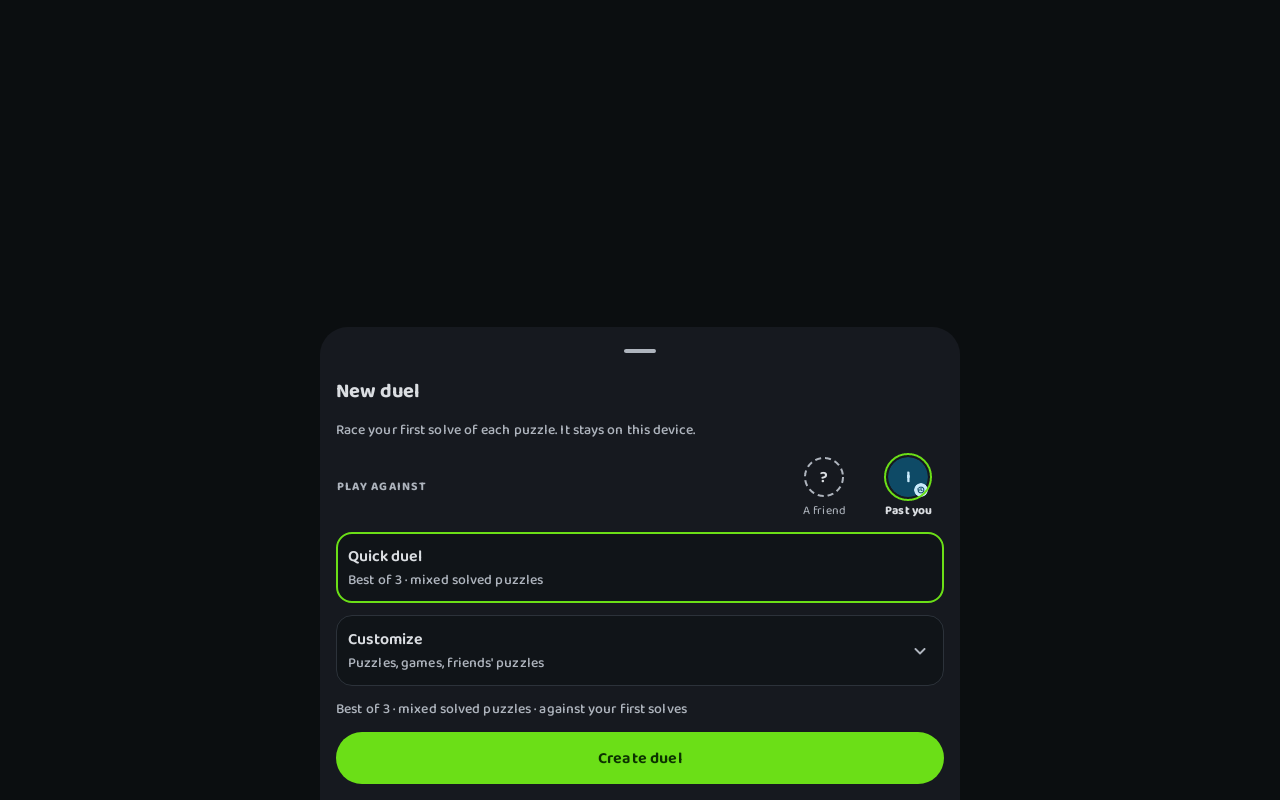 New duel
Race your first solve of each puzzle. It stays on this device.
PLAY AGAINST
?
A friend
I
Past you
Quick duel
Best of 3 · mixed solved puzzles
Customize
Puzzles, games, friends' puzzles
Best of 3 · mixed solved puzzles · against your first solves
Create duel